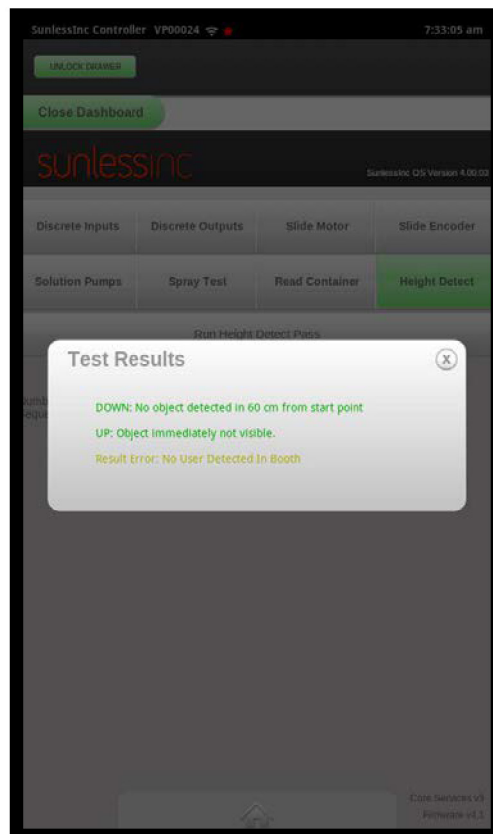 SunlessInc Controller VP00024
7:33:05 am
UNLOCK DRAWER
Close Dashboard
sunlessinc
SunlessInc OS Version 4.00.03
Discrete Inputs
Discrete Outputs
Slide Motor
Slide Encoder
Solution Pumps
Spray Test
Read Container
Height Detect
Run Height Detect Pass
Test Results
X
DOWN: No object detected in 60 cm from start point
UP: Object immediately not visible.
Result Error: No User Detected In Booth
Core Services v3
Firmware v4.1